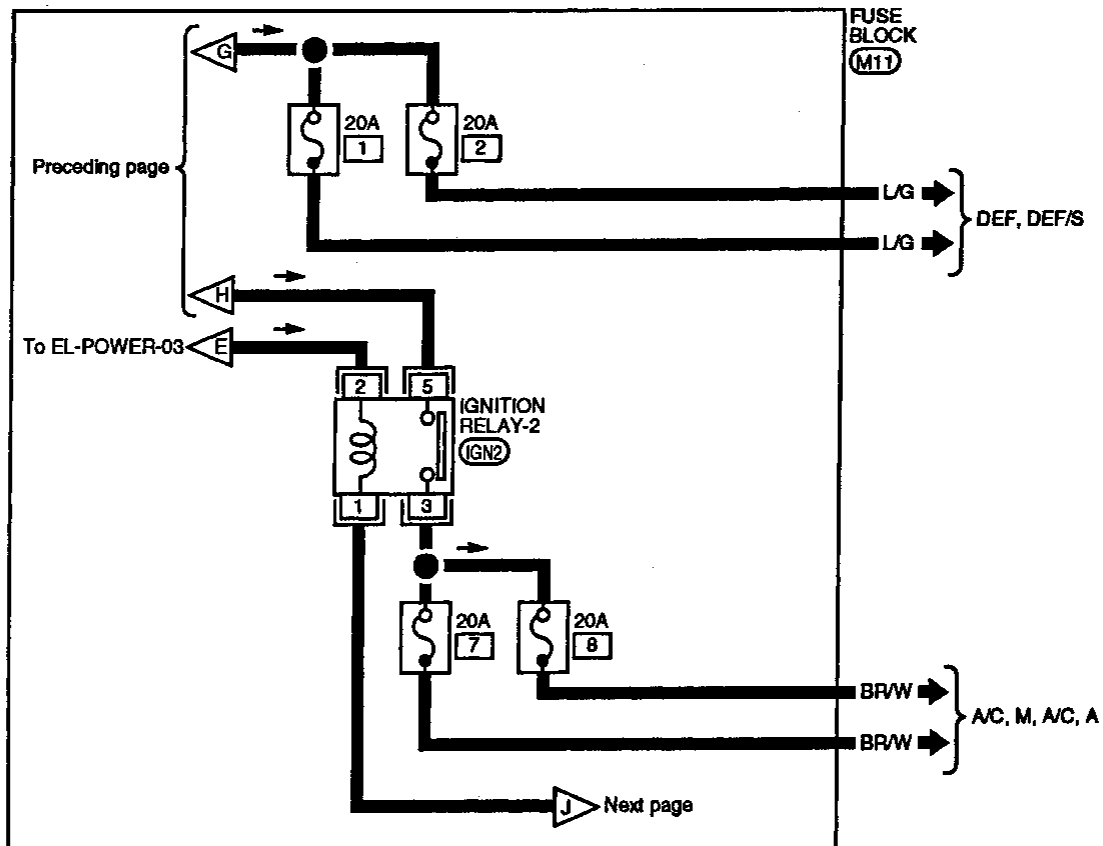 FUSE
BLOCK
M11
G
20A
1
20A
2
Preceding page
L/G
L/G
DEF, DEF/S
H
To EL-POWER-03
E
2
5
IGNITION
RELAY-2
IGN2
1
3
20A
7
20A
8
BR/W
BR/W
A/C, M, A/C, A
J
Next page